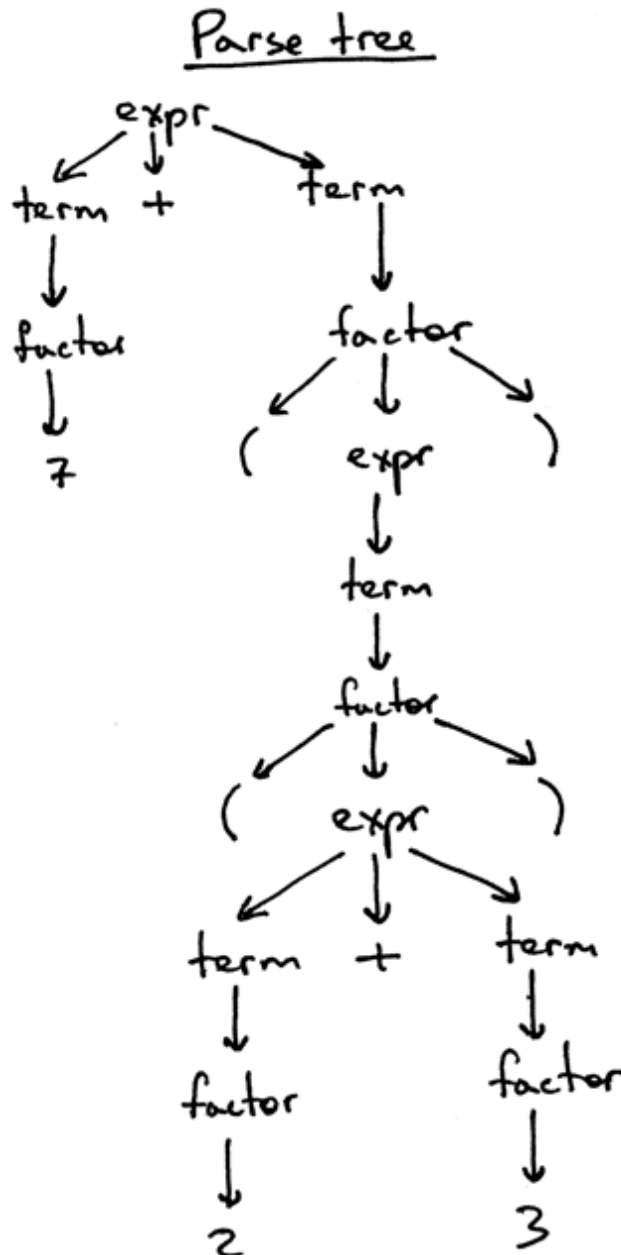 Parse tree
expr
term + term
factor factor
7 ( expr )
term
factor
( expr )
term + term
factor factor
2 3